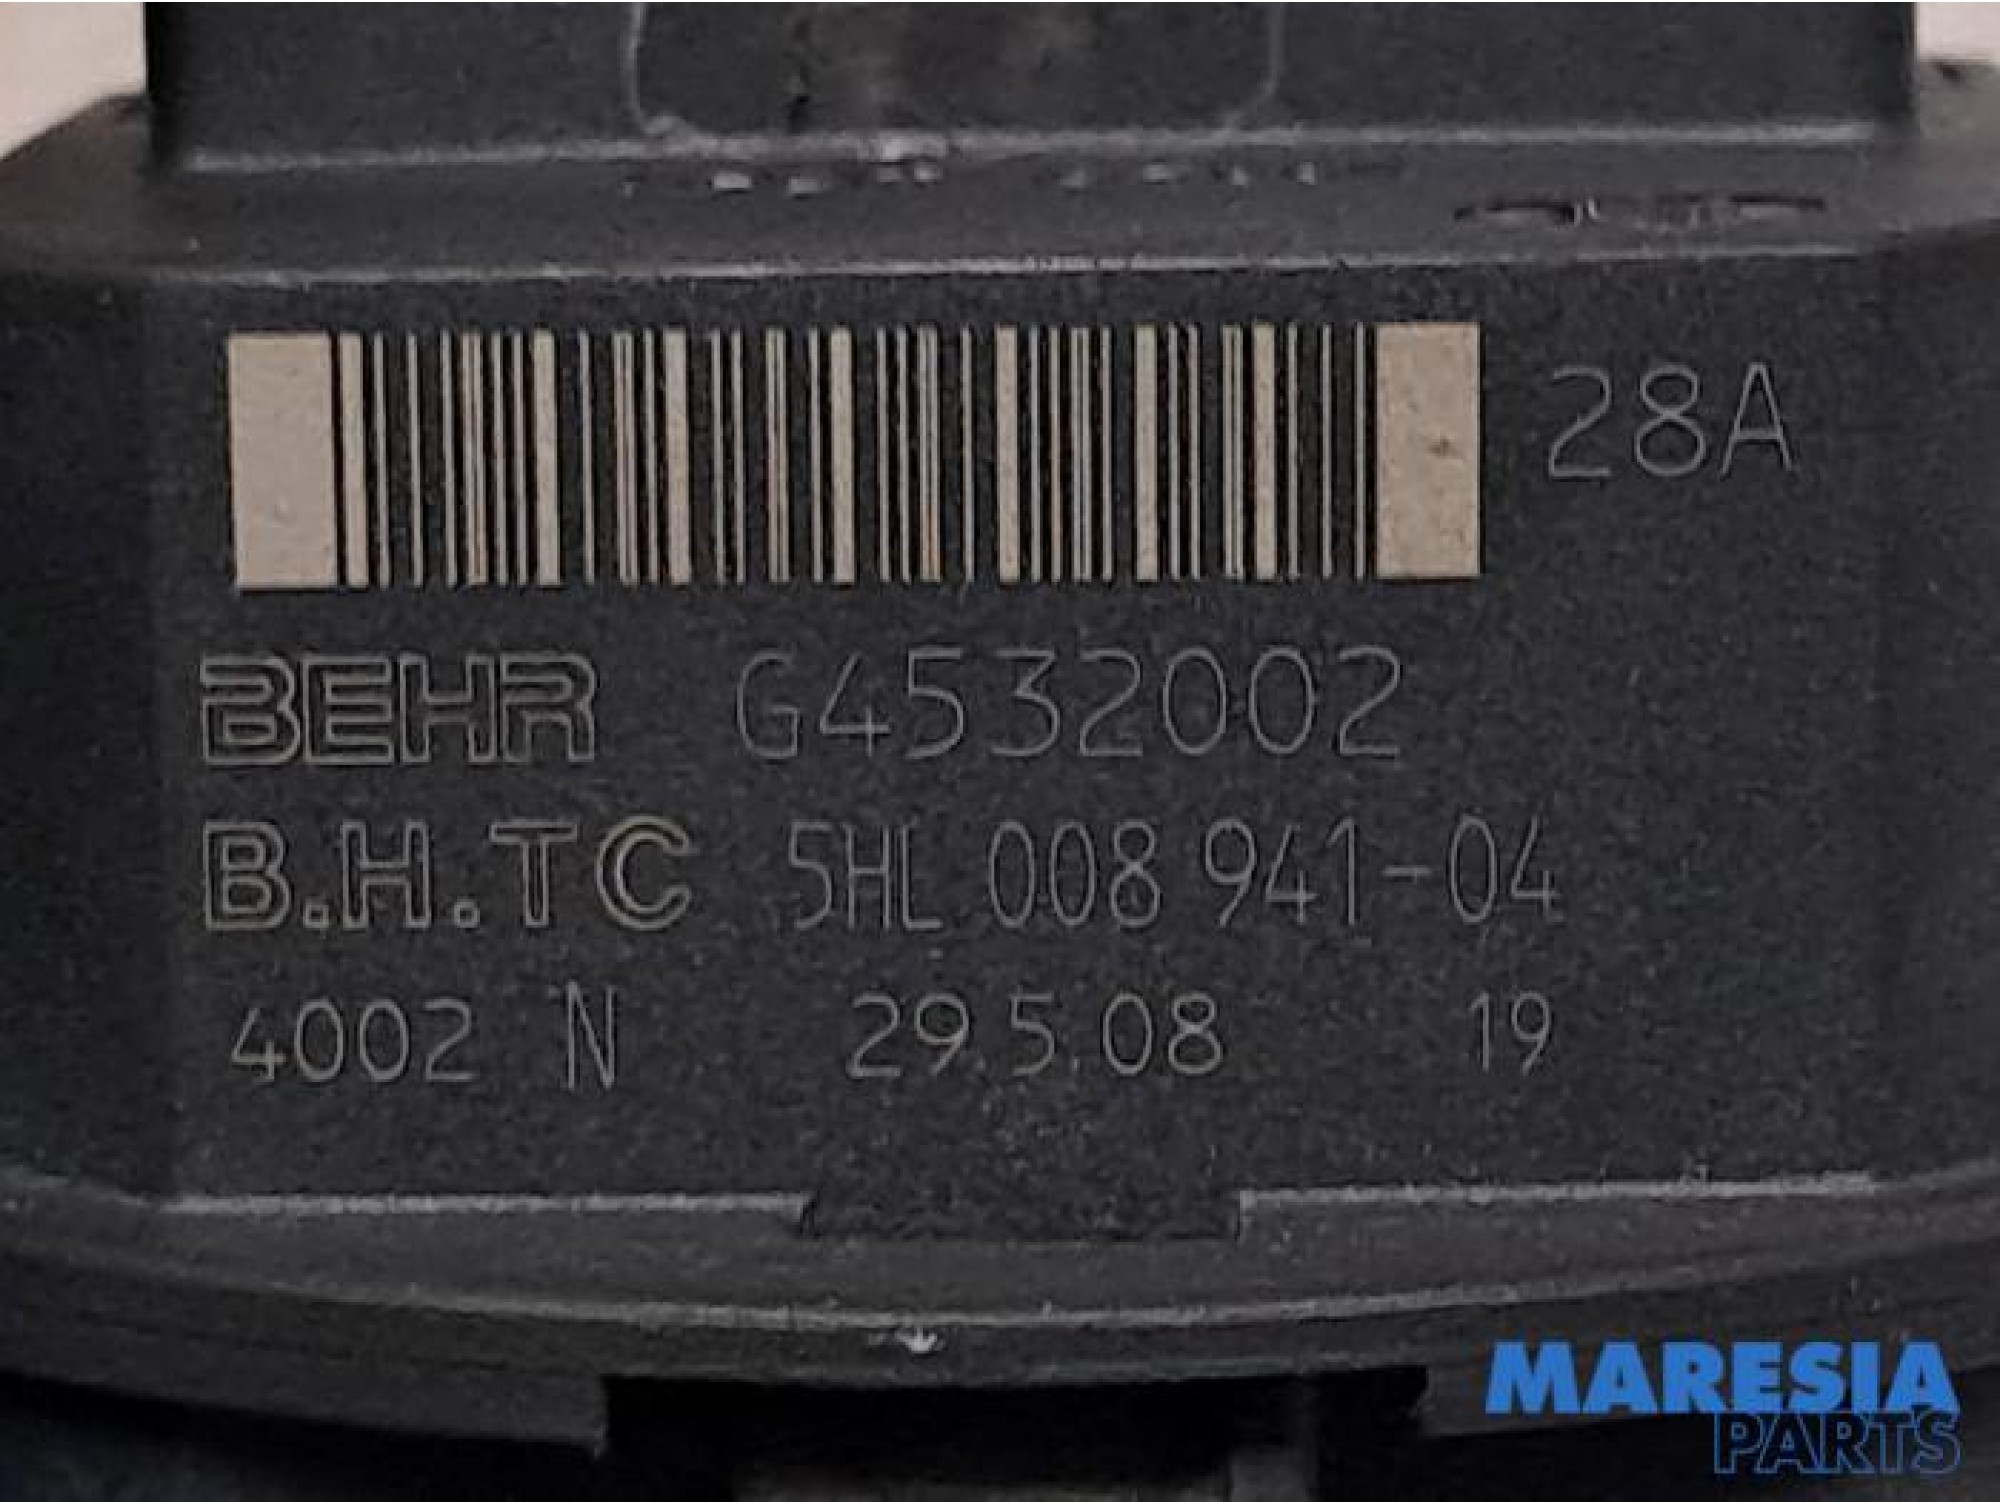 28A
BEHR G4532002
B.H.TC 5HL 008 941-04
4002 N 29.5.08 19
MARESIA
PARTS